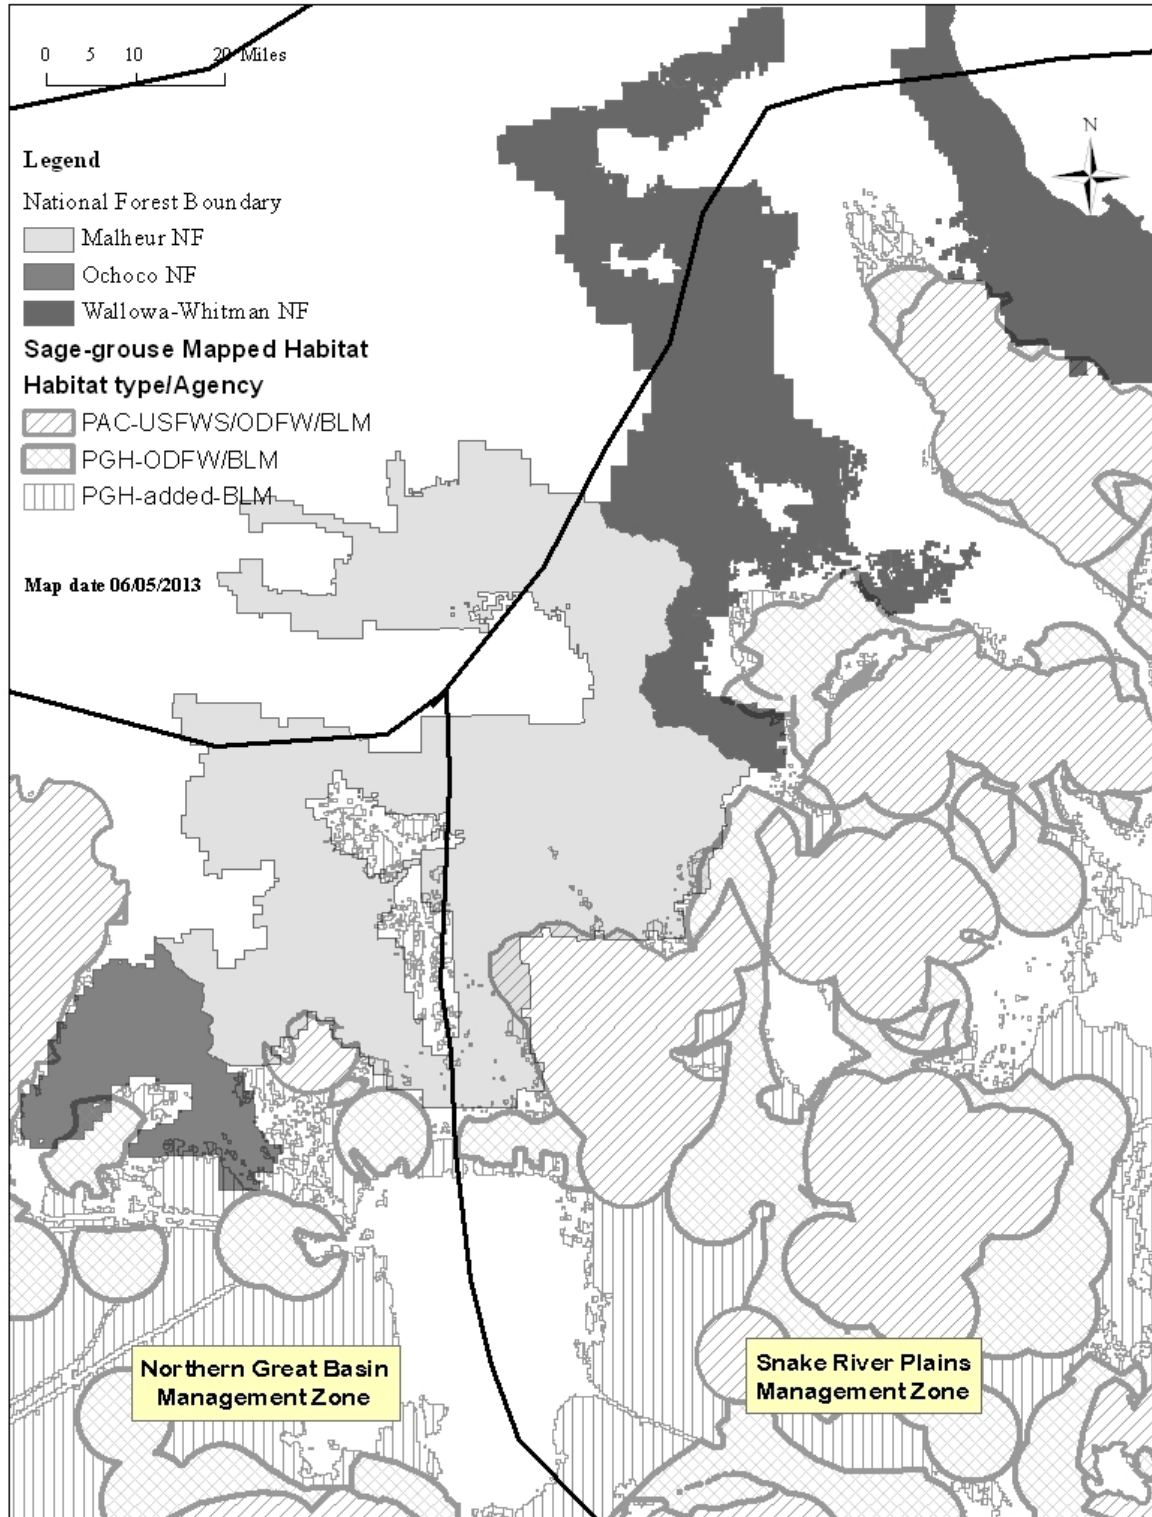 0 5 10 20 Miles
N
Legend
National Forest Boundary
Malheur NF
Ochoco NF
Wallowa-Whitman NF
Sage-grouse Mapped Habitat
Habitat type/Agency
PAC-USFWS/ODFW/BLM
PGH-ODFW/BLM
PGH-added-BLM
Map date 06/05/2013
Northern Great Basin
Management Zone
Snake River Plains
Management Zone